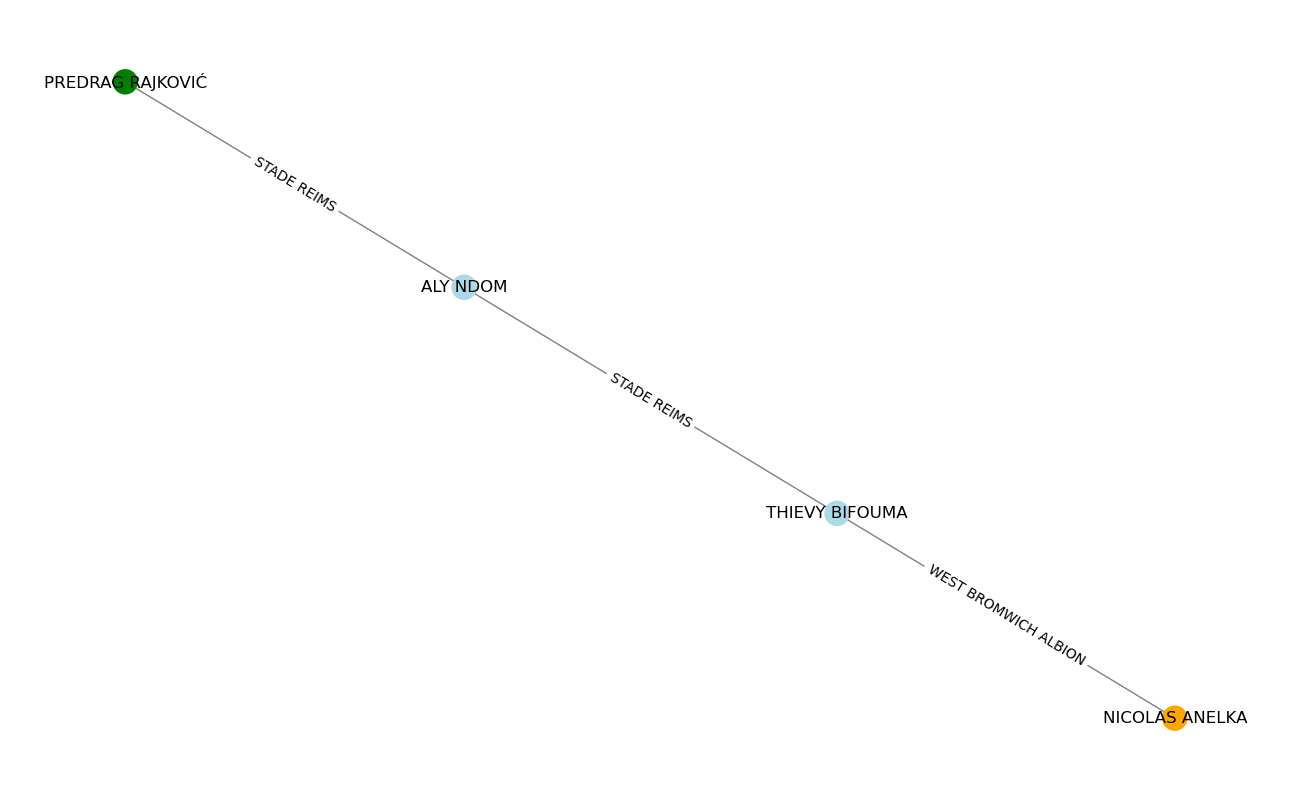 PREDRAG RAJKOVIĆ
STADE REIMS
ALY NDOM
STADE REIMS
THIEVY BIFOUMA
WEST BROMWICH ALBION
NICOLAS ANELKA